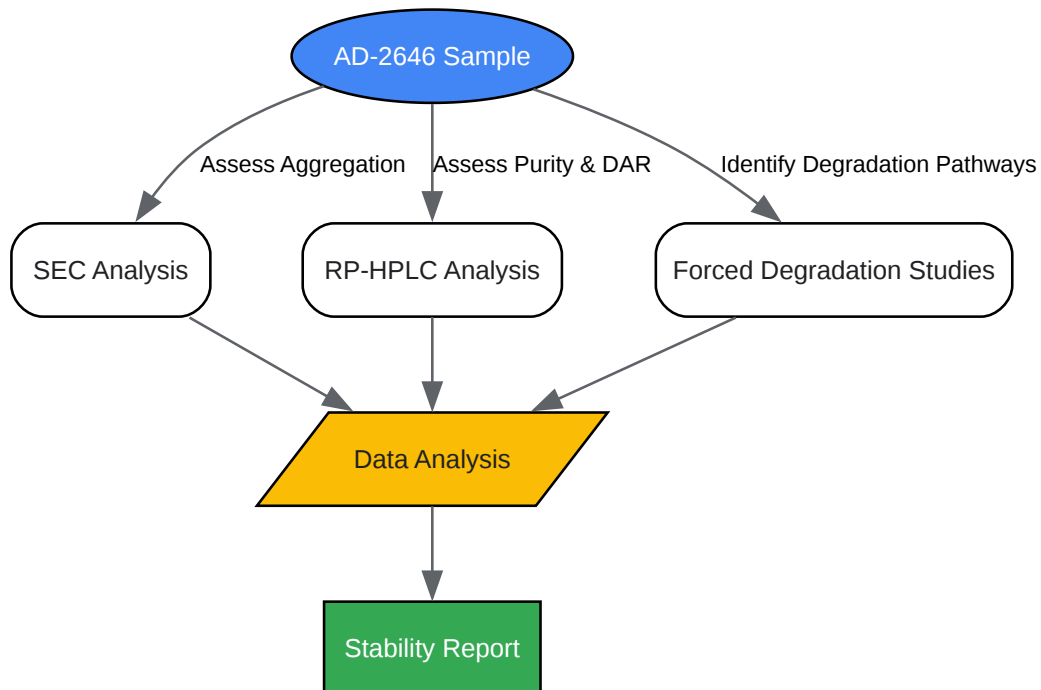 AD-2646 Sample
Assess Aggregation
Assess Purity & DAR
Identify Degradation Pathways
SEC Analysis
RP-HPLC Analysis
Forced Degradation Studies
Data Analysis
Stability Report